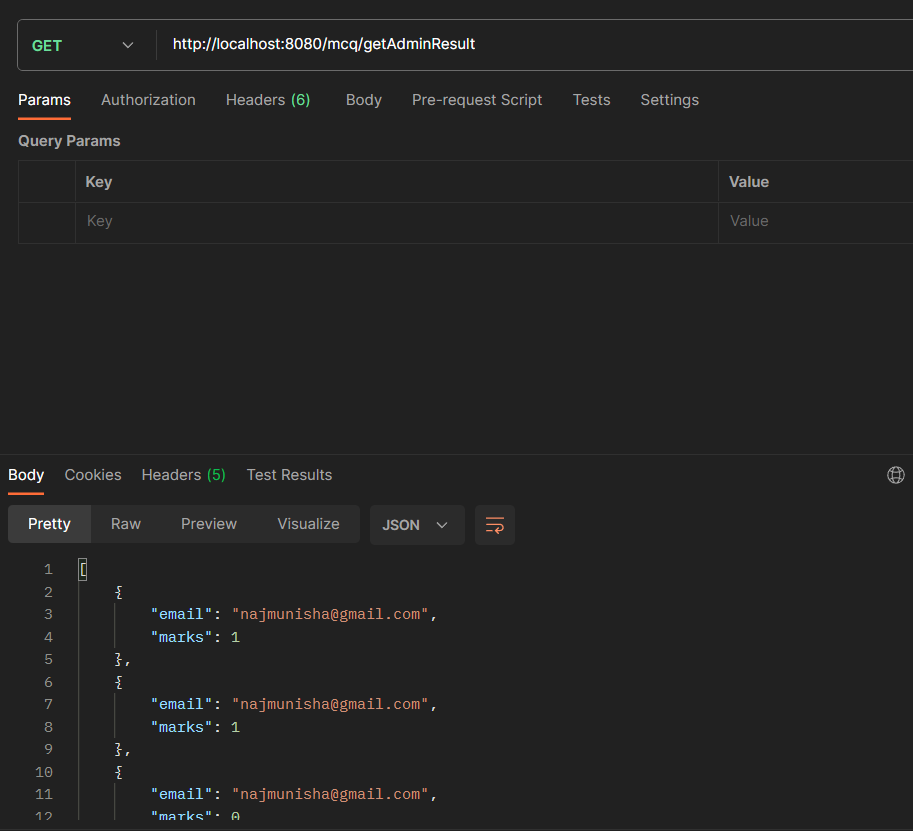 GET http://localhost:8080/mcq/getAdminResult
Params Authorization Headers (6) Body Pre-request Script Tests Settings
Query Params
Key Value
Key Value
Body Cookies Headers (5) Test Results
Pretty Raw Preview Visualize JSON
1 [
2 {
3 "email": "najmunisha@gmail.com",
4 "marks": 1
5 },
6 {
7 "email": "najmunisha@gmail.com",
8 "marks": 1
9 },
10 {
11 "email": "najmunisha@gmail.com",
12 "marks": 0